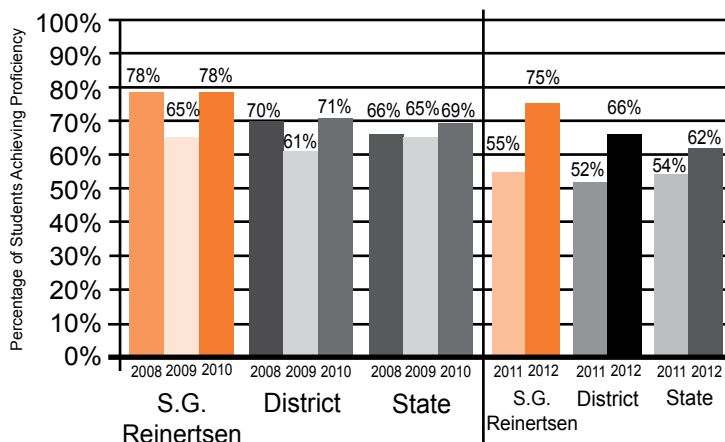 Percentage of Students Achieving Proficiency
100%
90%
80%
70%
60%
50%
40%
30%
20%
10%
0%
78% 65% 78%
70% 61% 71%
66% 65% 69%
55% 75%
52% 66%
54% 62%
2008 2009 2010
2008 2009 2010
2008 2009 2010
2011 2012
2011 2012
2011 2012
S.G.
Reinertsen
District
State
S.G.
Reinertsen
District
State